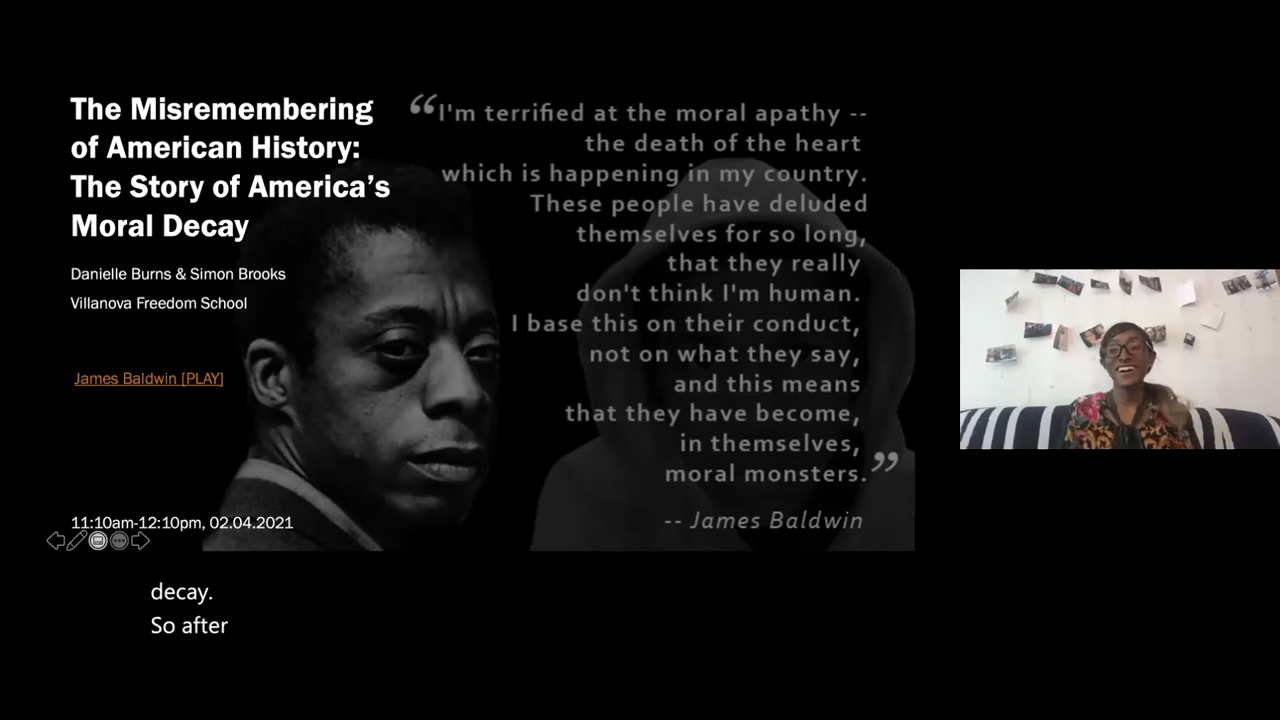 The Misremembering
of American History:
The Story of America’s
Moral Decay
Danielle Burns & Simon Brooks
Villanova Freedom School
James Baldwin [PLAY]
11:10am-12:10pm, 02.04.2021
“I'm terrified at the moral apathy --
the death of the heart
which is happening in my country.
These people have deluded
themselves for so long,
that they really
don't think I'm human.
I base this on their conduct,
not on what they say,
and this means
that they have become,
in themselves,
moral monsters.”
-- James Baldwin
decay.
So after